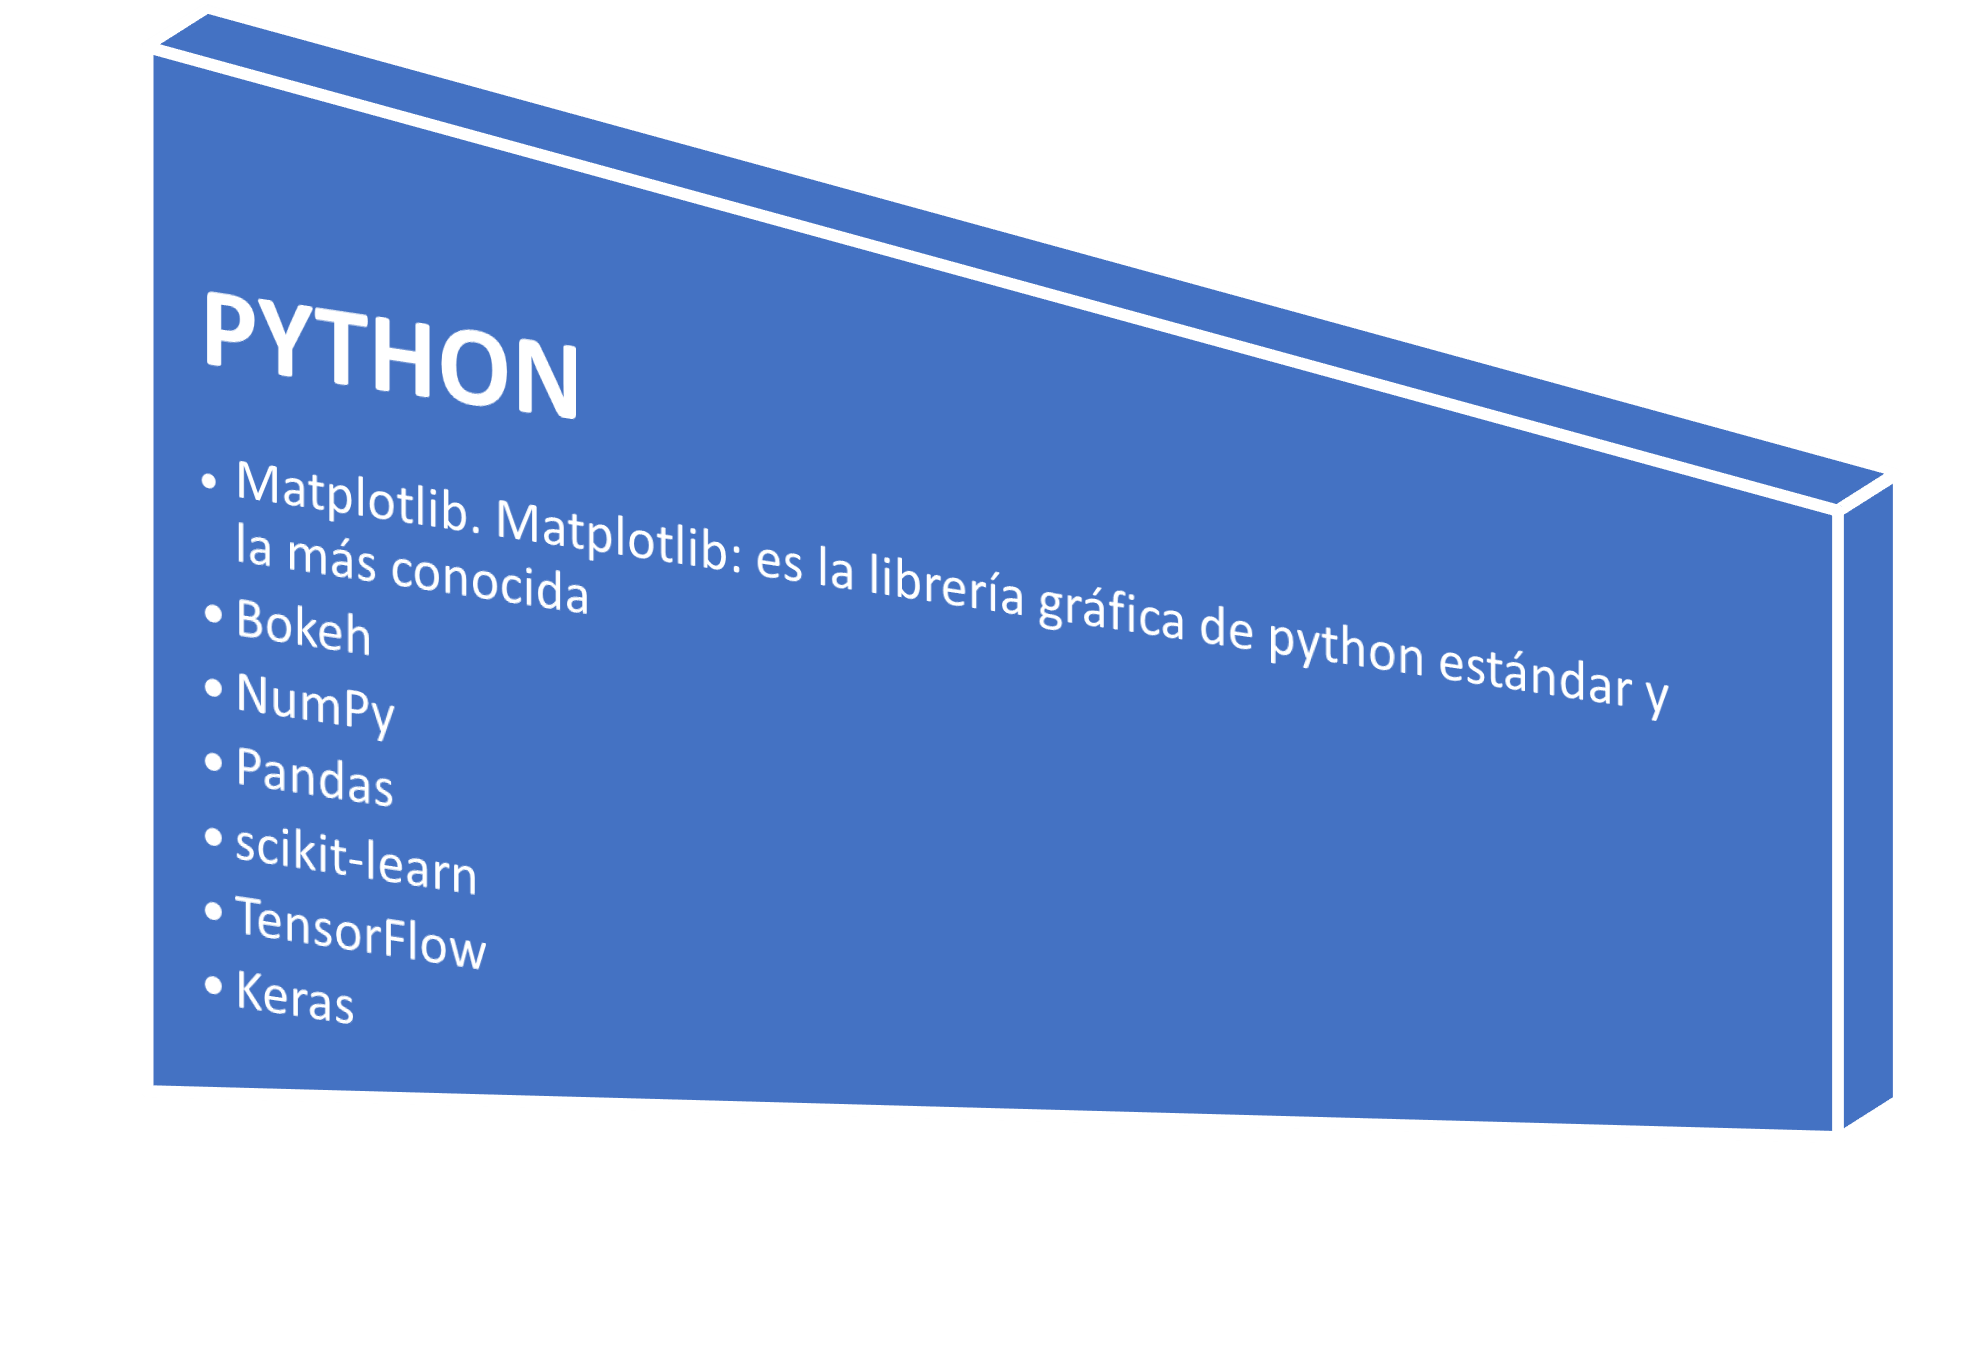 PYTHON
• Matplotlib. Matplotlib: es la librería gráfica de python estándar y
la más conocida
• Bokeh
• NumPy
• Pandas
• scikit-learn
• TensorFlow
• Keras